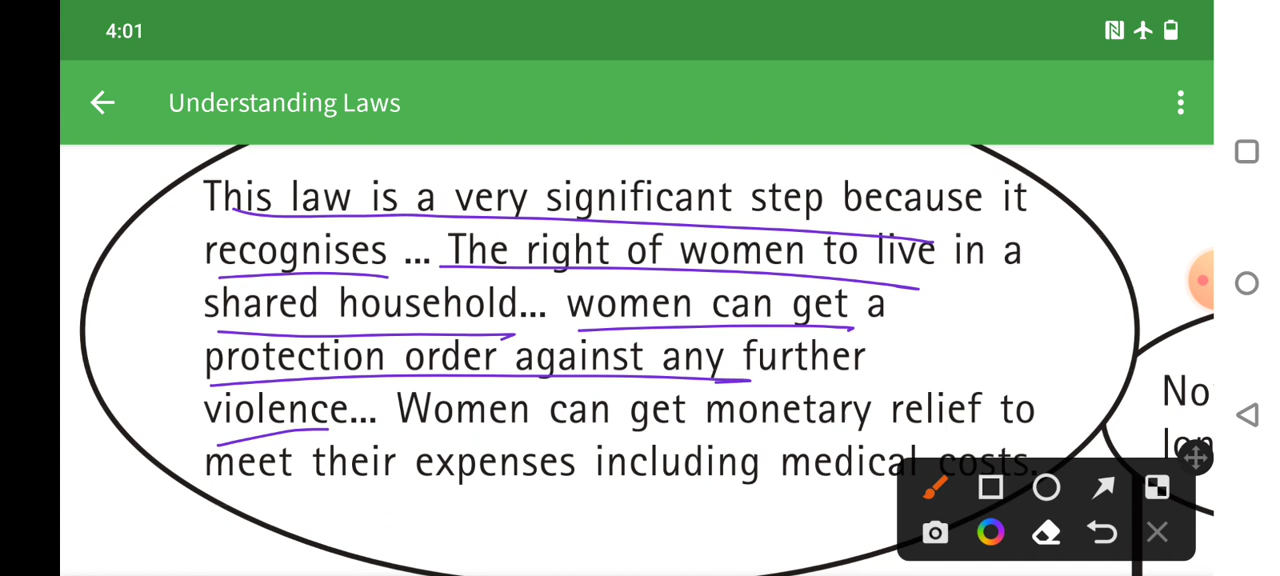 4:01
Understanding Laws
This law is a very significant step because it
recognises ... The right of women to live in a
shared household... women can get a
protection order against any further
violence... Women can get monetary relief to
meet their expenses including medical costs.
No